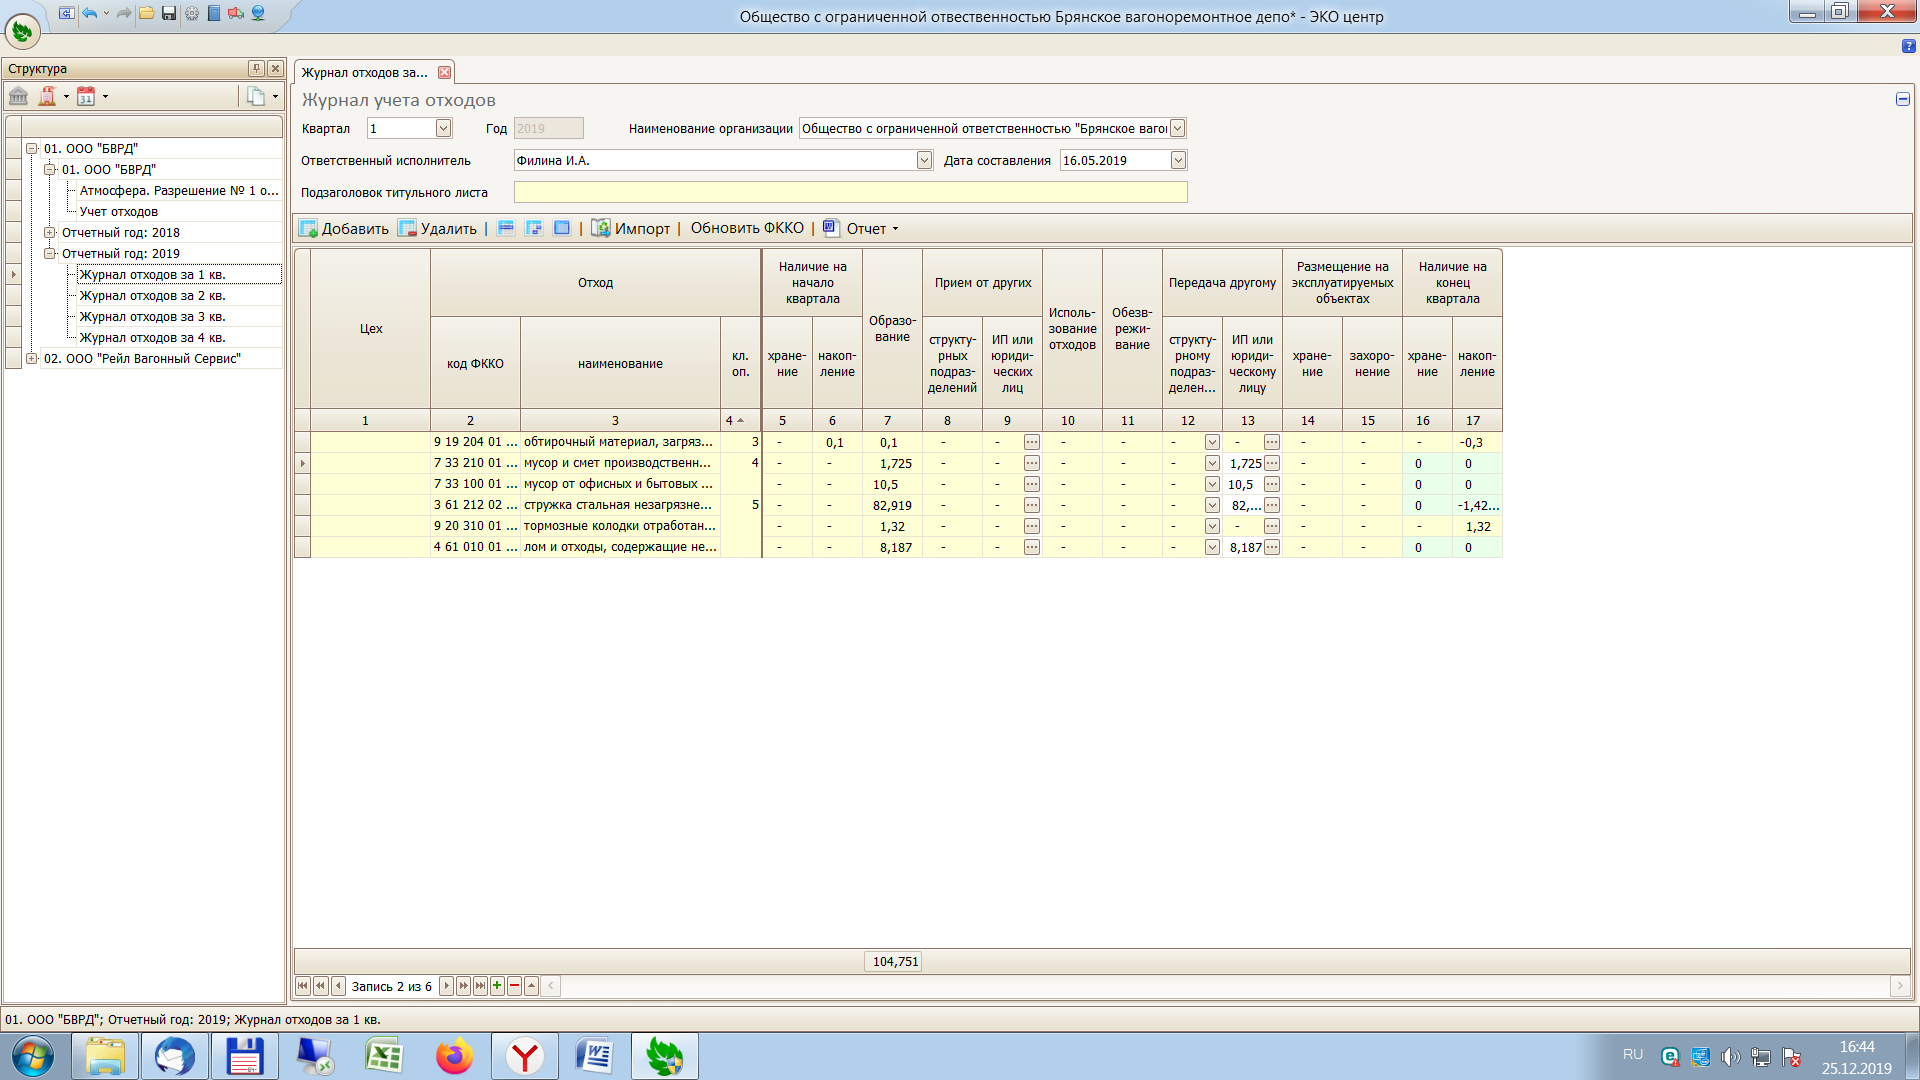 Общество с ограниченной отвественностью Брянское вагоноремонтное депо* - ЭКО центр
Структура
Журнал отходов за...
31
Журнал учета отходов
Квартал 1 Год 2019 Наименование организации Общество с ограниченной ответственностью "Брянское ваго
Ответственный исполнитель Филина И.А. Дата составления 16.05.2019
Подзаголовок титульного листа
01. ООО "БВРД"
01. ООО "БВРД"
Атмосфера. Разрешение № 1 о...
Учет отходов
Отчетный год: 2018
Отчетный год: 2019
Журнал отходов за 1 кв.
Журнал отходов за 2 кв.
Журнал отходов за 3 кв.
Журнал отходов за 4 кв.
02. ООО "Рейл Вагонный Сервис"
Добавить Удалить | | Импорт | Обновить ФККО | Отчет
Цех
Отход
код ФККО
наименование
кл.
оп.
Наличие на
начало
квартала
хране-
ние
накоп-
ление
Образо-
вание
Прием от других
структу-
рных
подраз-
делений
ИП или
юриди-
ческих
лиц
Исполь-
зование
отходов
Обезв-
режи-
вание
Передача другому
структу-
рному
подраз-
делен...
ИП или
юриди-
ческому
лицу
Размещение на
эксплуатируемых
объектах
хране-
ние
захоро-
нение
Наличие на
конец
квартала
хране-
ние
накоп-
ление
1 2 3 4 5 6 7 8 9 10 11 12 13 14 15 16 17
9 19 204 01 ... обтирочный материал, загряз... 3 - 0,1 0,1 - - ... - - - - ... - - - -0,3
7 33 210 01 ... мусор и смет производственн... 4 - - 1,725 - - ... - - - 1,725 ... - - 0 0
7 33 100 01 ... мусор от офисных и бытовых ... - - 10,5 - - ... - - - 10,5 ... - - 0 0
3 61 212 02 ... стружка стальная незагрязне... 5 - - 82,919 - - ... - - - 82,... ... - - 0 -1,42...
9 20 310 01 ... тормозные колодки отработан... - - 1,32 - - ... - - - - ... - - - 1,32
4 61 010 01 ... лом и отходы, содержащие не... - - 8,187 - - ... - - - 8,187 ... - - 0 0
104,751
Запись 2 из 6
01. ООО "БВРД"; Отчетный год: 2019; Журнал отходов за 1 кв.
RU
16:44
25.12.2019